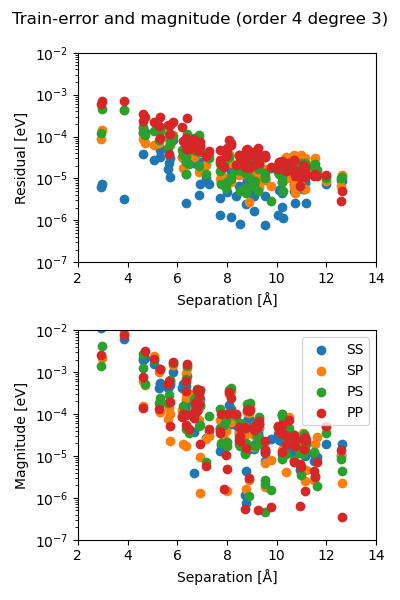 Train-error and magnitude (order 4 degree 3)
10⁻²
10⁻³
10⁻⁴
10⁻⁵
10⁻⁶
10⁻⁷
Residual [eV]
2 4 6 8 10 12 14
Separation [Å]
10⁻²
10⁻³
10⁻⁴
10⁻⁵
10⁻⁶
10⁻⁷
Magnitude [eV]
SS
SP
PS
PP
2 4 6 8 10 12 14
Separation [Å]